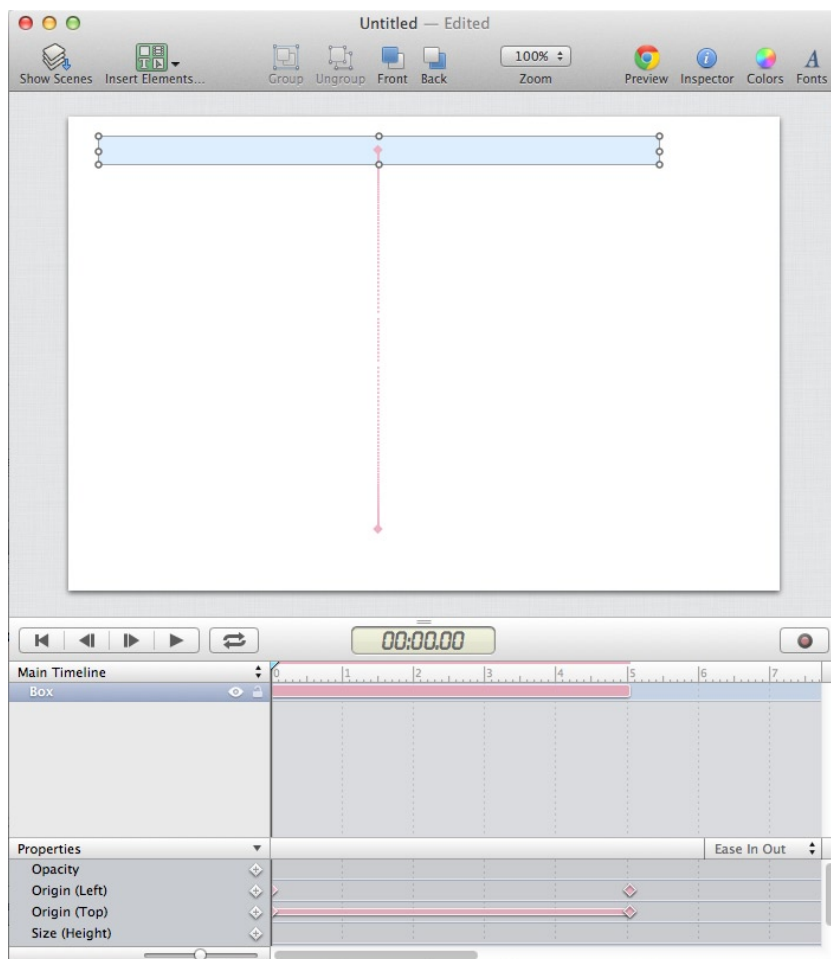 Untitled — Edited
Show Scenes Insert Elements... Group Ungroup Front Back 100% Zoom Preview Inspector Colors Fonts
00:00.00
Main Timeline 0 1 2 3 4 5 6 7
Box
Properties Ease In Out
Opacity
Origin (Left)
Origin (Top)
Size (Height)